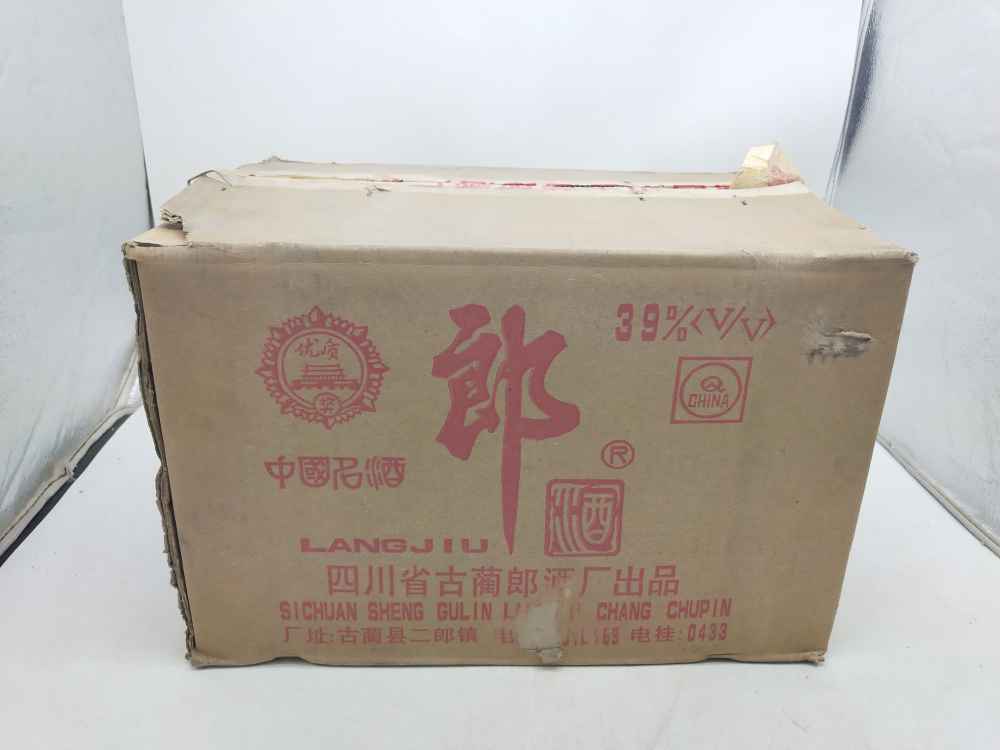 39%(V/V)
优质
奖
郎
CHINA
中國名酒
®
酒
LANGJIU
四川省古蔺郎酒厂出品
SICHUAN SHENG GULIN CHANG CHUPIN
厂址:古蔺县二郎镇 电挂:0433